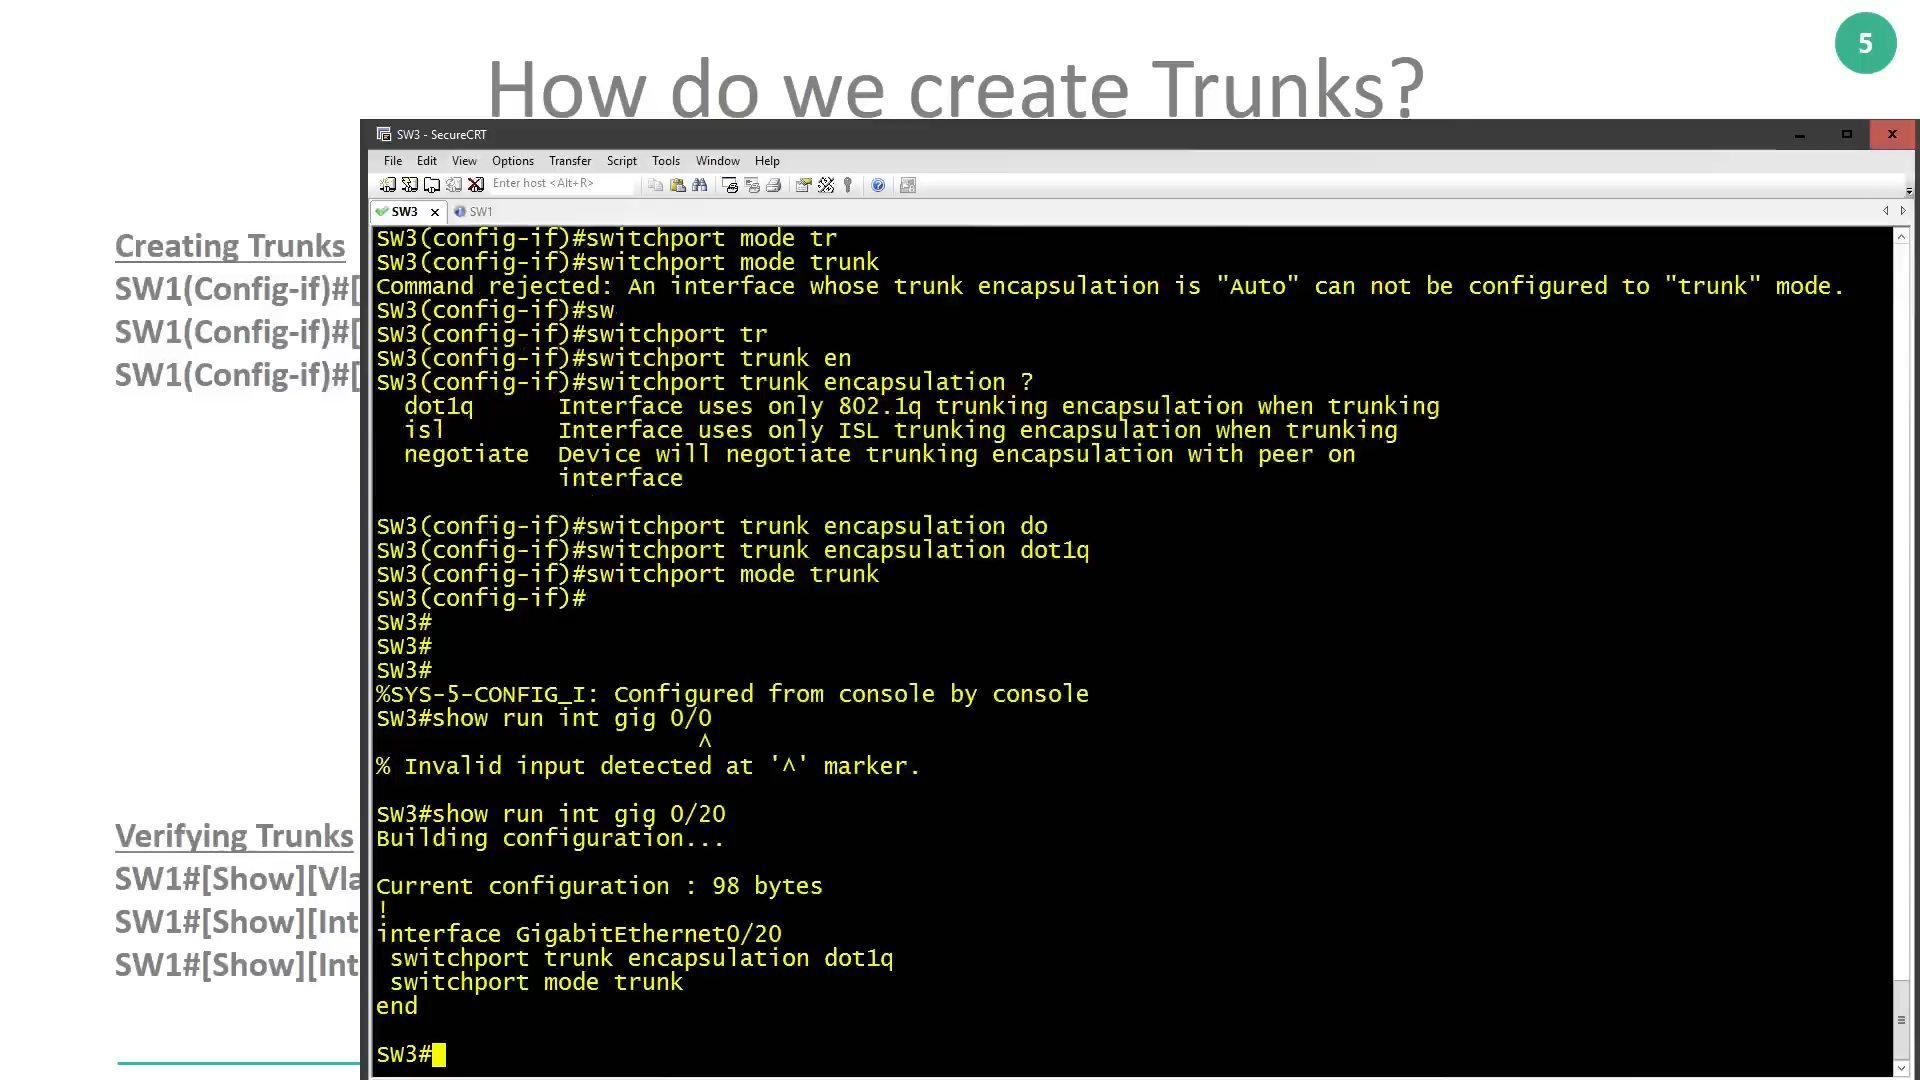 5
How do we create Trunks?
Creating Trunks
SW1(Config-if)#[
SW1(Config-if)#[
SW1(Config-if)#[
Verifying Trunks
SW1#[Show][Vla
SW1#[Show][Int
SW1#[Show][Int
SW3 - SecureCRT
File Edit View Options Transfer Script Tools Window Help
Enter host <Alt+R>
SW3 SW1
SW3(config-if)#switchport mode tr
SW3(config-if)#switchport mode trunk
Command rejected: An interface whose trunk encapsulation is "Auto" can not be configured to "trunk" mode.
SW3(config-if)#sw
SW3(config-if)#switchport tr
SW3(config-if)#switchport trunk en
SW3(config-if)#switchport trunk encapsulation ?
dot1q Interface uses only 802.1q trunking encapsulation when trunking
isl Interface uses only ISL trunking encapsulation when trunking
negotiate Device will negotiate trunking encapsulation with peer on
interface
SW3(config-if)#switchport trunk encapsulation do
SW3(config-if)#switchport trunk encapsulation dot1q
SW3(config-if)#switchport mode trunk
SW3(config-if)#
SW3#
SW3#
SW3#
%SYS-5-CONFIG_I: Configured from console by console
SW3#show run int gig 0/0
^
% Invalid input detected at '^' marker.
SW3#show run int gig 0/20
Building configuration...
Current configuration : 98 bytes
!
interface GigabitEthernet0/20
switchport trunk encapsulation dot1q
switchport mode trunk
end
SW3#